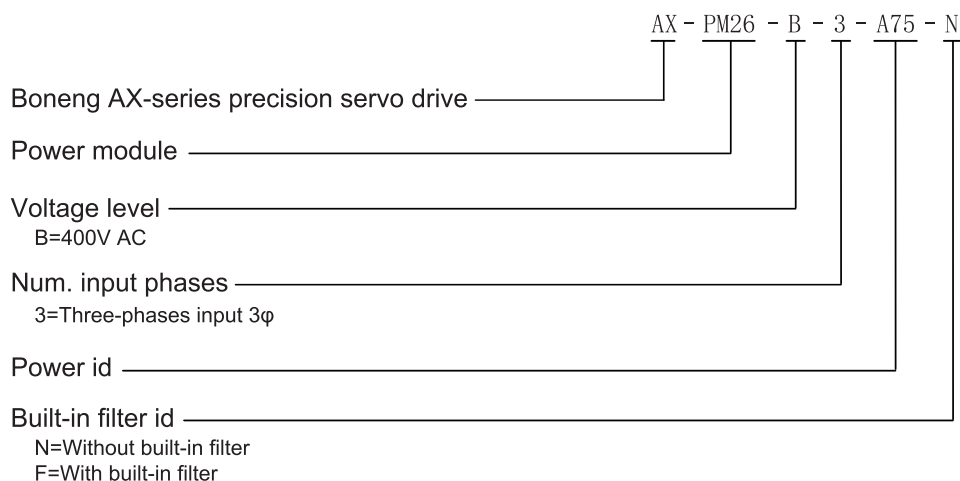 AX - PM26 - B - 3 - A75 - N
Boneng AX-series precision servo drive
Power module
Voltage level
B=400V AC
Num. input phases
3=Three-phases input 3φ
Power id
Built-in filter id
N=Without built-in filter
F=With built-in filter